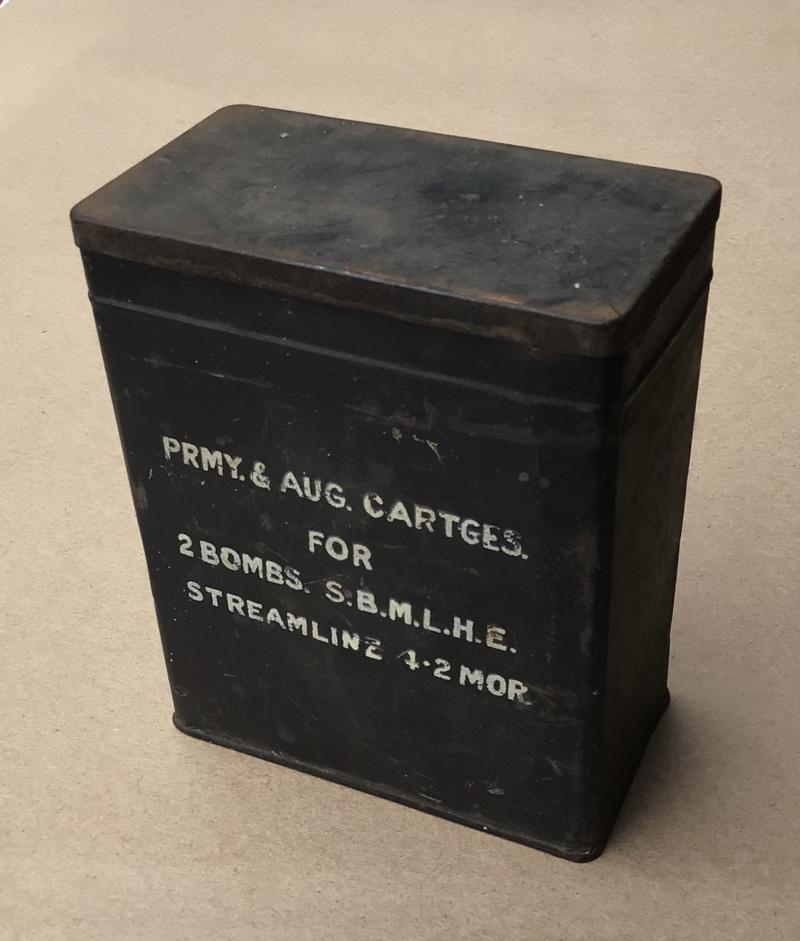 PRMY. & AUG. CARTGES.
FOR
2 BOMBS. S.B.M.L.H.E.
STREAMLINE 4·2 MOR